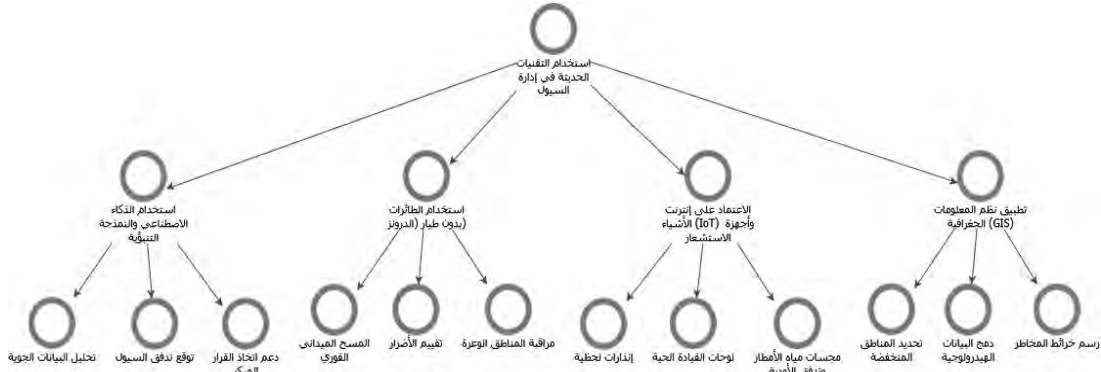 استخدام التقنيات
الحديثة في إدارة
السيول
تطبيق نظم المعلومات
الجغرافية (GIS)
الاعتماد على إنترنت
الأشياء (IoT) وأجهزة
الاستشعار
استخدام الطائرات
بدون طيار (الدرونز)
استخدام الذكاء
الاصطناعي والنمذجة
التنبؤية
رسم خرائط المخاطر
دمج البيانات
الهيدرولوجية
تحديد المناطق
المنخفضة
مجسات مياه الأمطار
وتدفق الأودية
لوحات القيادة الحية
إنذارات لحظية
مراقبة المناطق الوعرة
تقييم الأضرار
المسح الميداني
الفوري
دعم اتخاذ القرار
المبكر
توقع تدفق السيول
تحليل البيانات الجوية